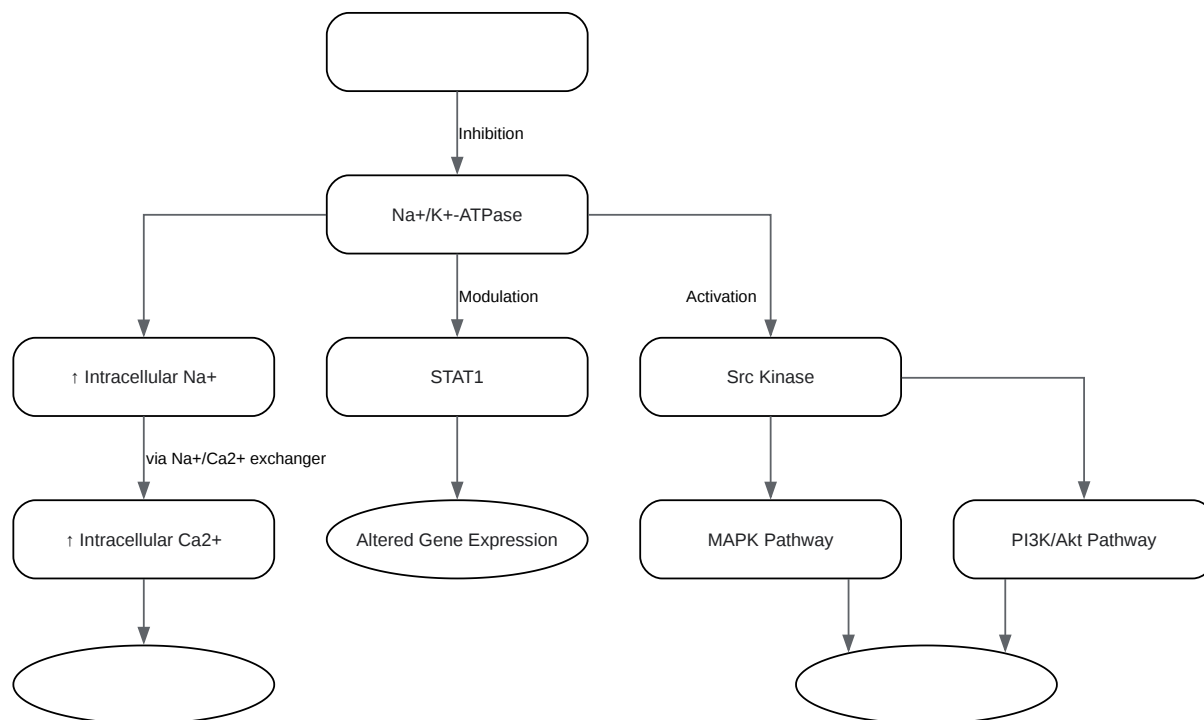 Inhibition
Na+/K+-ATPase
Modulation
Activation
↑ Intracellular Na+
STAT1
Src Kinase
via Na+/Ca2+ exchanger
↑ Intracellular Ca2+
Altered Gene Expression
MAPK Pathway
PI3K/Akt Pathway